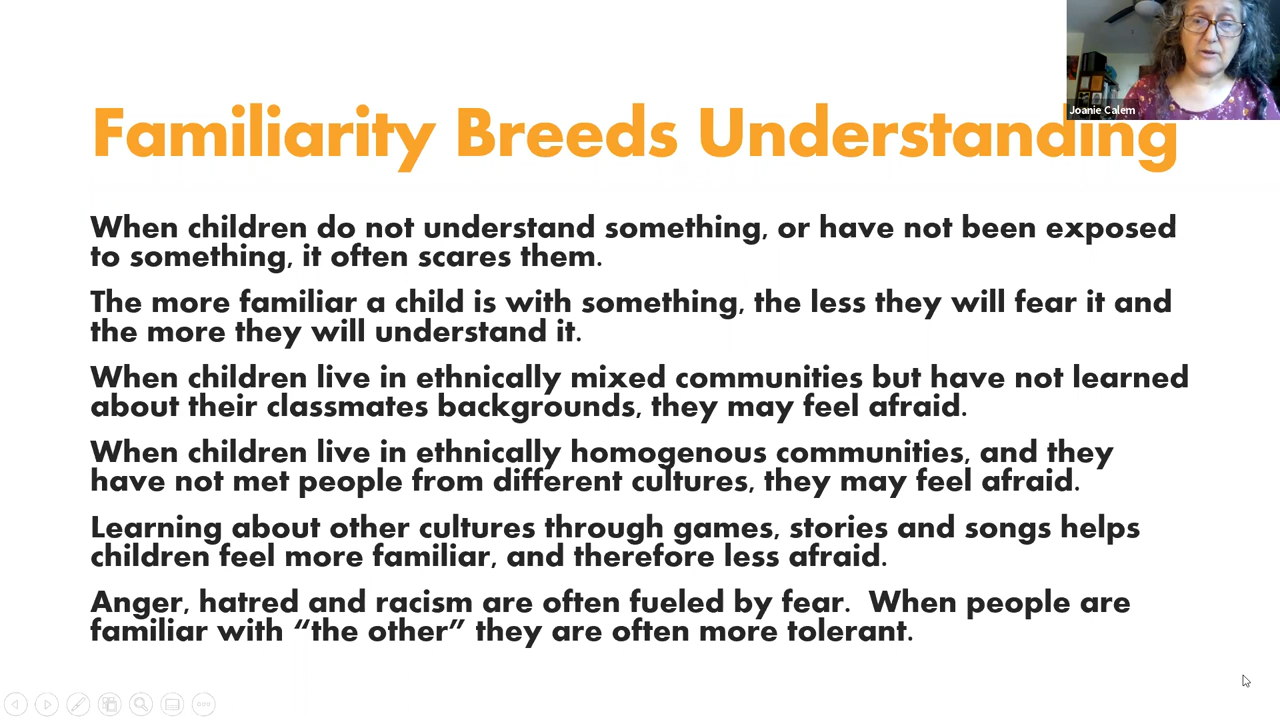 Joanie Calem
Familiarity Breeds Understanding
When children do not understand something, or have not been exposed
to something, it often scares them.
The more familiar a child is with something, the less they will fear it and
the more they will understand it.
When children live in ethnically mixed communities but have not learned
about their classmates backgrounds, they may feel afraid.
When children live in ethnically homogenous communities, and they
have not met people from different cultures, they may feel afraid.
Learning about other cultures through games, stories and songs helps
children feel more familiar, and therefore less afraid.
Anger, hatred and racism are often fueled by fear.  When people are
familiar with “the other” they are often more tolerant.